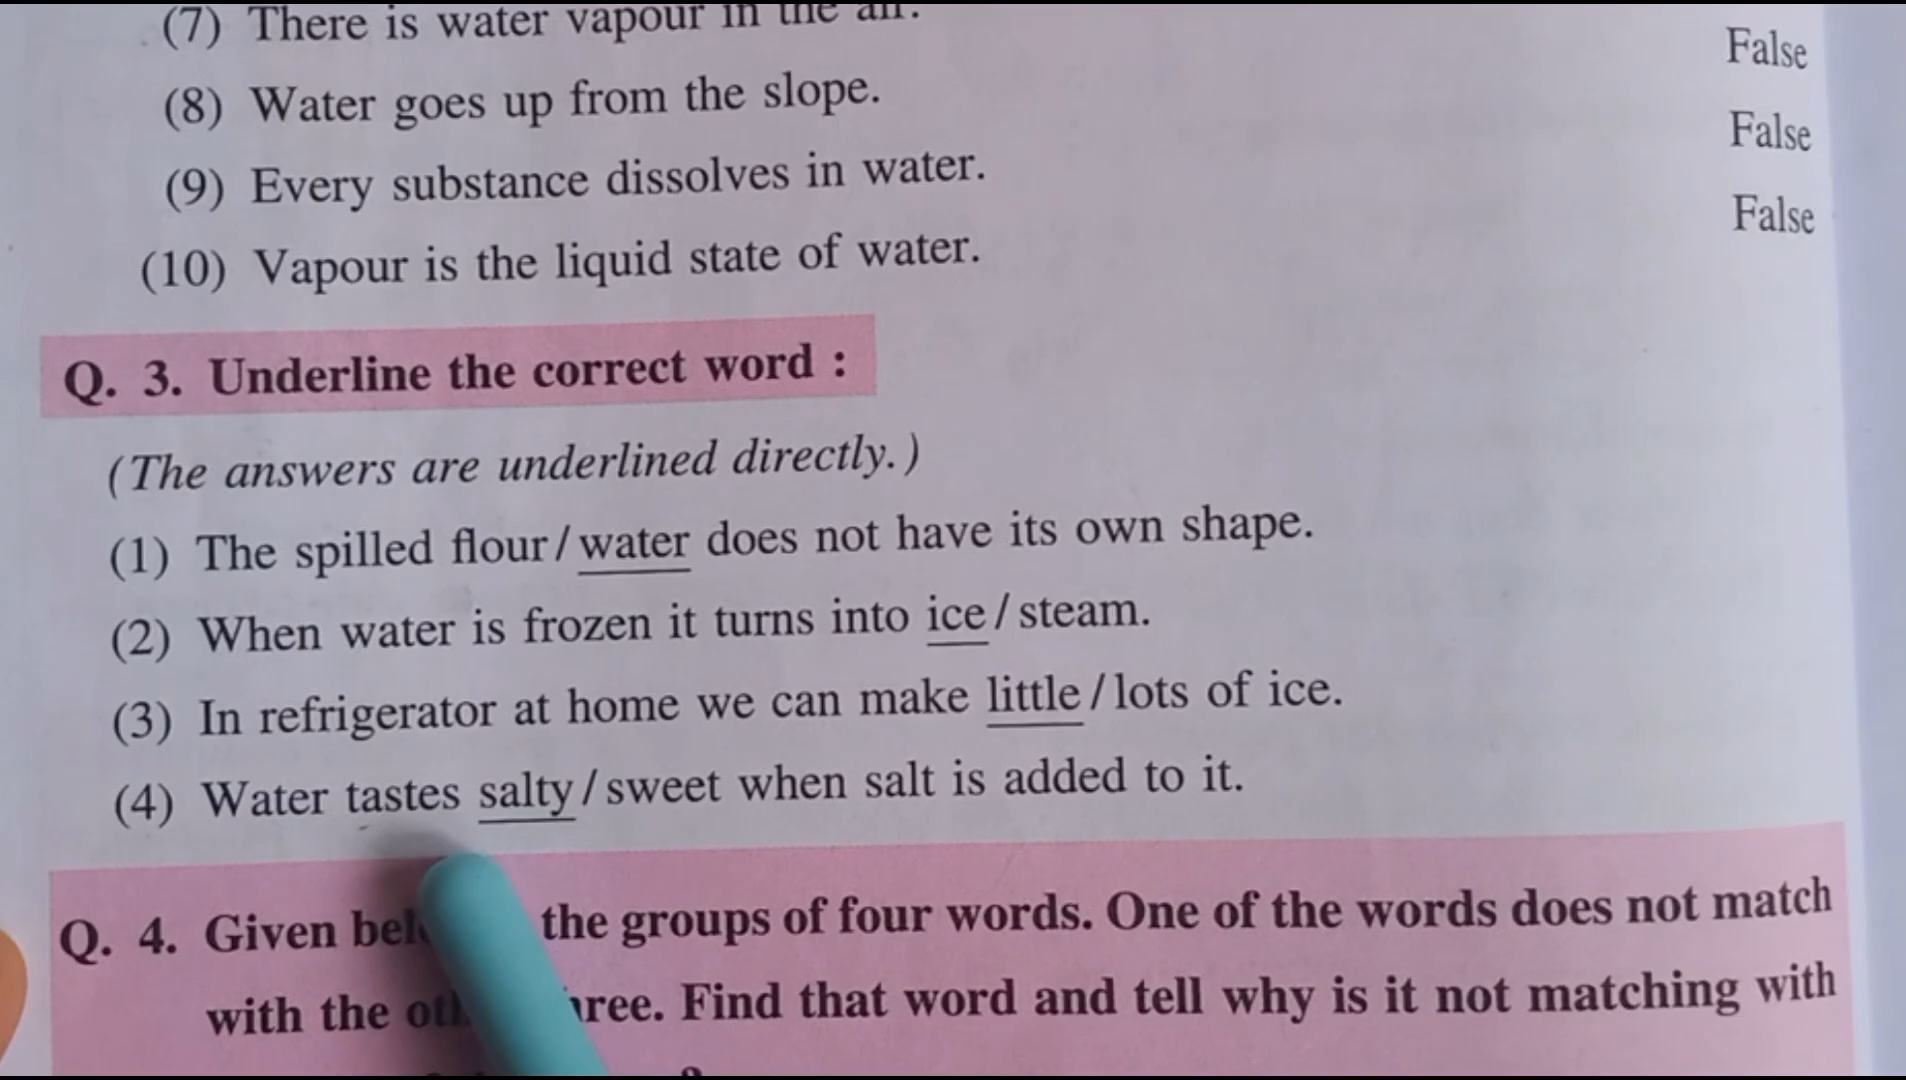 (7) There is water vapour in the air.
False
(8) Water goes up from the slope.
False
(9) Every substance dissolves in water.
False
(10) Vapour is the liquid state of water.
Q. 3. Underline the correct word :
(The answers are underlined directly.)
(1) The spilled flour/water does not have its own shape.
(2) When water is frozen it turns into ice/steam.
(3) In refrigerator at home we can make little/lots of ice.
(4) Water tastes salty/sweet when salt is added to it.
Q. 4. Given the groups of four words. One of the words does not match
with the Find that word and tell why is it not matching with